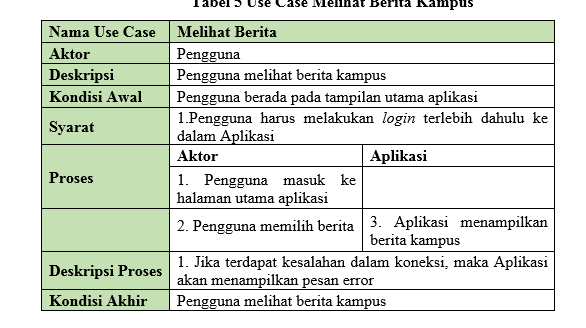 Tabel 5 Use Case Melihat Berita Kampus
Nama Use Case Melihat Berita
Aktor Pengguna
Deskripsi Pengguna melihat berita kampus
Kondisi Awal Pengguna berada pada tampilan utama aplikasi
Syarat 1.Pengguna harus melakukan login terlebih dahulu ke
dalam Aplikasi
Proses Aktor Aplikasi
1. Pengguna masuk ke
halaman utama aplikasi
2. Pengguna memilih berita
3. Aplikasi menampilkan
berita kampus
Deskripsi Proses 1. Jika terdapat kesalahan dalam koneksi, maka Aplikasi
akan menampilkan pesan error
Kondisi Akhir Pengguna melihat berita kampus